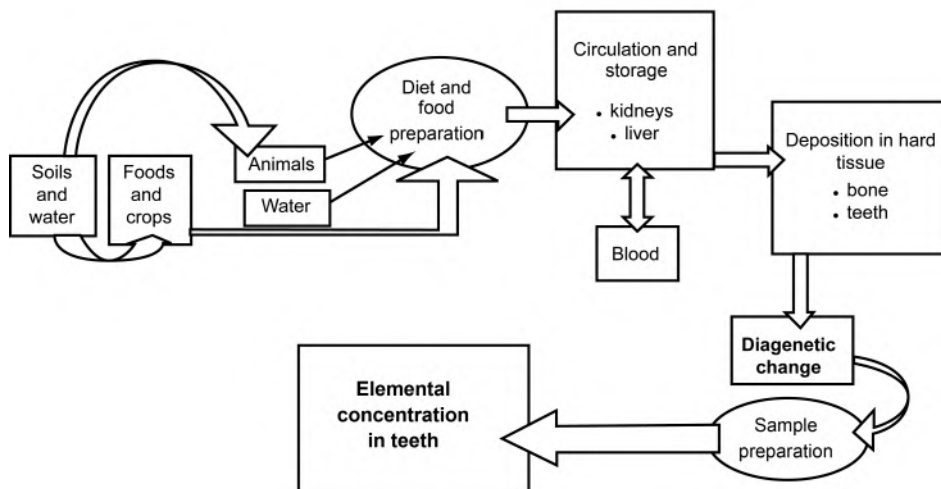 Soils
and
water
Foods
and
crops
Animals
Water
Diet and
food
preparation
Circulation and
storage
• kidneys
• liver
Blood
Deposition in hard
tissue
• bone
• teeth
Diagenetic
change
Sample
preparation
Elemental
concentration
in teeth